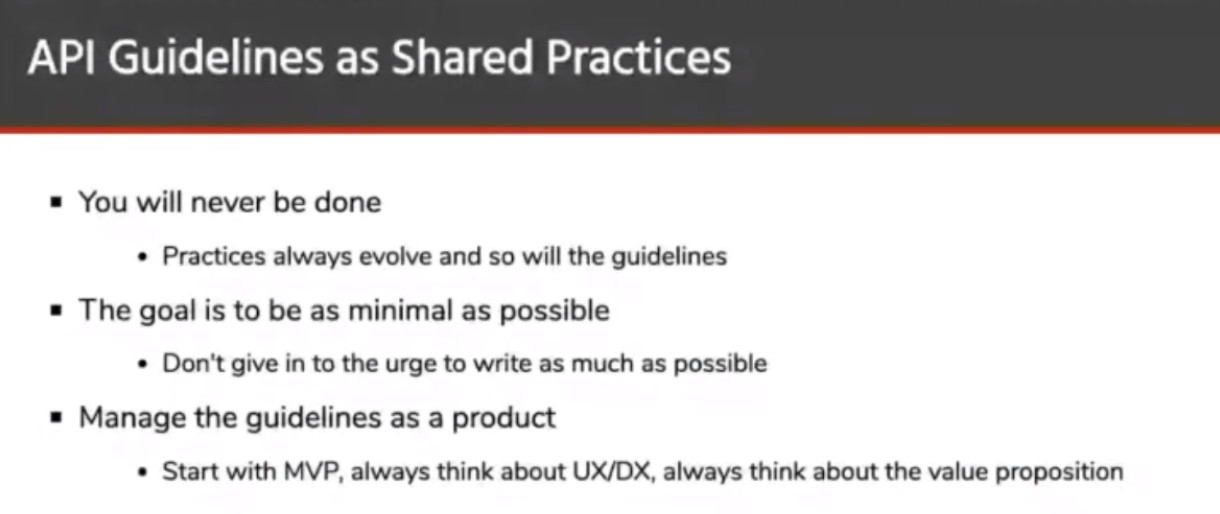 API Guidelines as Shared Practices
▪ You will never be done
• Practices always evolve and so will the guidelines
▪ The goal is to be as minimal as possible
• Don't give in to the urge to write as much as possible
▪ Manage the guidelines as a product
• Start with MVP, always think about UX/DX, always think about the value proposition